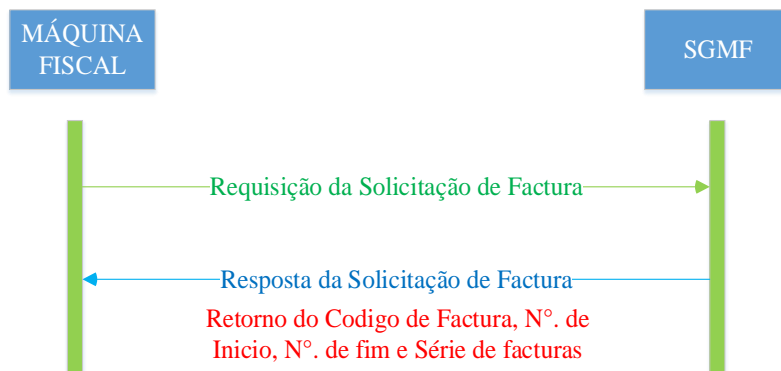 MÁQUINA
FISCAL
SGMF
Requisição da Solicitação de Factura
Resposta da Solicitação de Factura
Retorno do Codigo de Factura, N°. de
Inicio, N°. de fim e Série de facturas